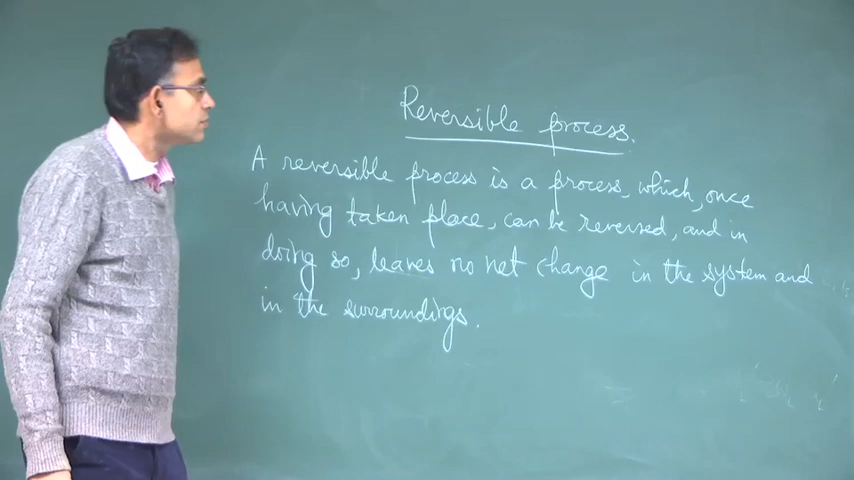 Reversible process.
A reversible process is a process, which, once
having taken place, can be reversed, and in
doing so, leaves no net change in the system and
in the surroundings.